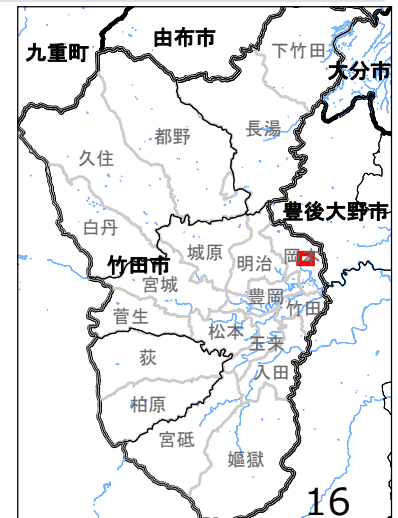 由布市
九重町
下竹田
大分市
長湯
都野
久住
豊後大野市
白丹
城原
岡本
明治
竹田市
宮城
豊岡
竹田
菅生
松本
玉来
荻
入田
柏原
宮砥
嫗獄
16